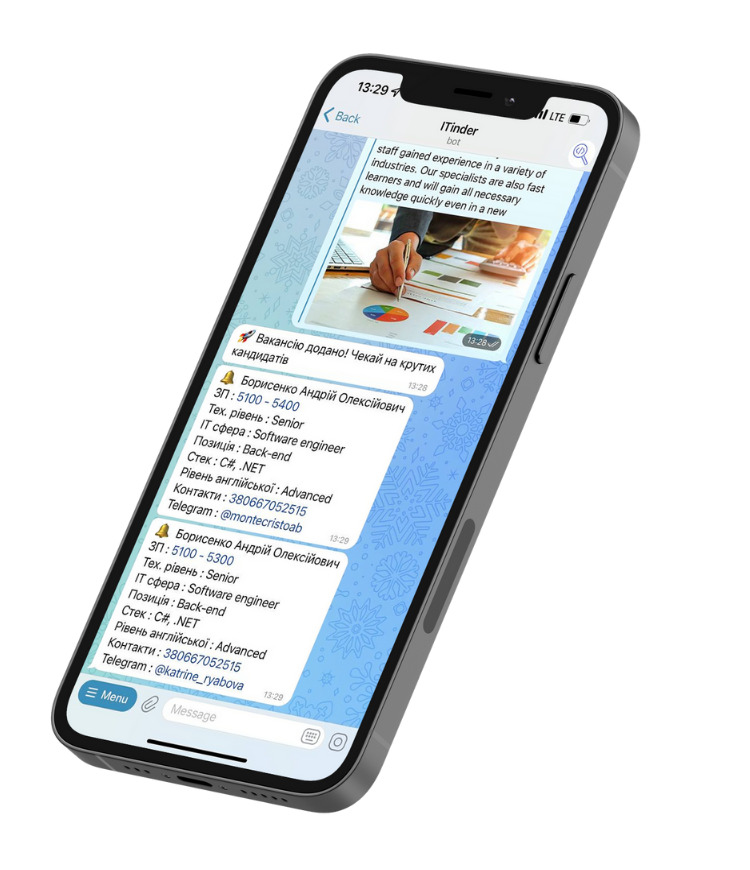 13:29
LTE
Back
ITinder
bot
staff gained experience in a variety of
industries. Our specialists are also fast
learners and will gain all necessary
knowledge quickly even in a new
13:28
🚀 Вакансію додано! Чекай на крутих
кандидатів
13:28
🔔 Борисенко Андрій Олексійович
ЗП : 5100 - 5400
Тех. рівень : Senior
ІТ сфера : Software engineer
Позиція : Back-end
Стек : C#, .NET
Рівень англійської : Advanced
Контакти : 380667052515
Telegram : @montecristoab
13:29
🔔 Борисенко Андрій Олексійович
ЗП : 5100 - 5300
Тех. рівень : Senior
ІТ сфера : Software engineer
Позиція : Back-end
Стек : C#, .NET
Рівень англійської : Advanced
Контакти : 380667052515
Telegram : @katrine_ryabova
13:29
Menu
Message